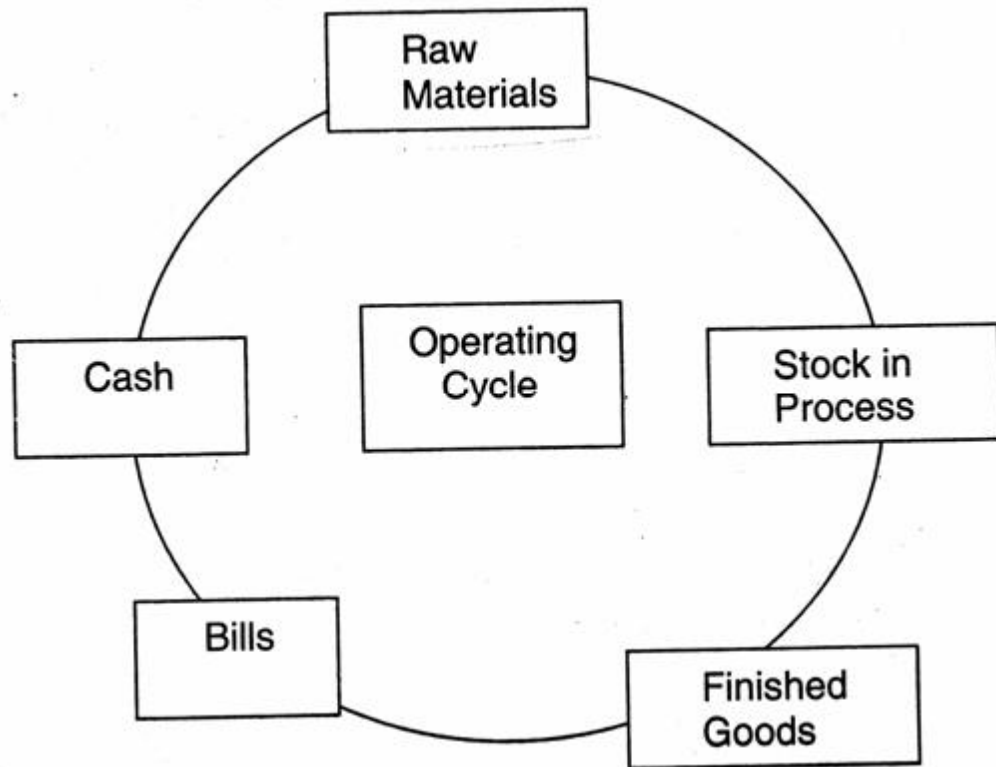 Raw
Materials
Cash
Operating
Cycle
Stock in
Process
Bills
Finished
Goods